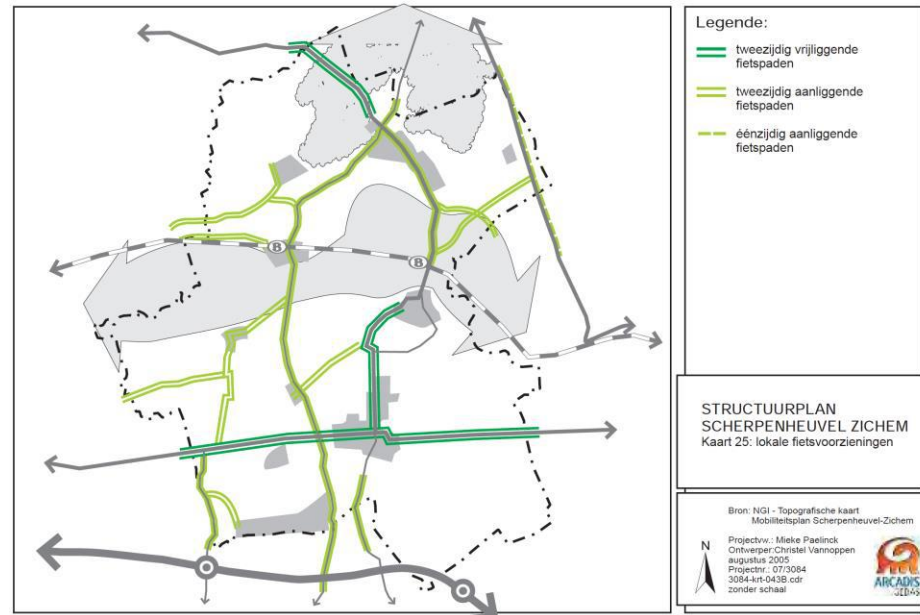 Legende:
tweezijdig vrijliggende
fietspaden
tweezijdig aanliggende
fietspaden
éénzijdig aanliggende
fietspaden
B
B
STRUCTUURPLAN
SCHERPENHEUVEL ZICHEM
Kaart 25: lokale fietsvoorzieningen
Bron: NGI - Topografische kaart
Mobiliteitsplan Scherpenheuvel-Zichem
N
Projectvw.: Mieke Paelinck
Ontwerper:Christel Vannoppen
augustus 2005
Projectnr.: 07/3084
3084-krt-043B.cdr
zonder schaal
ARCADIS